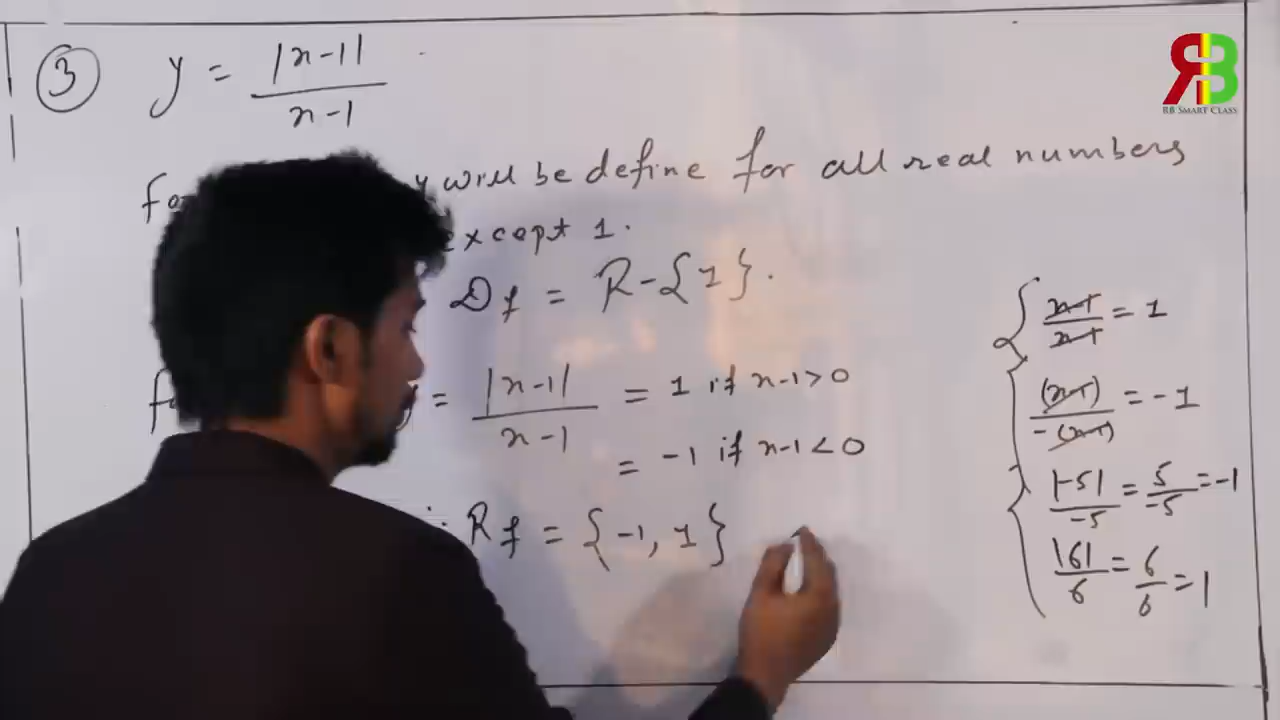 ③ y = |x-1| / x-1
y will be define for all real numbers
except 1.
Df = R-{1}.
= |x-1| / x-1 = 1 if x-1>0
= -1 if x-1<0
∴ Rf = {-1, 1}
x-1 / x-1 = 1
(x-1) / -(x-1) = -1
|-5| / -5 = 5 / -5 = -1
|6| / 6 = 6 / 6 = 1
RB
RB SMART CLASS